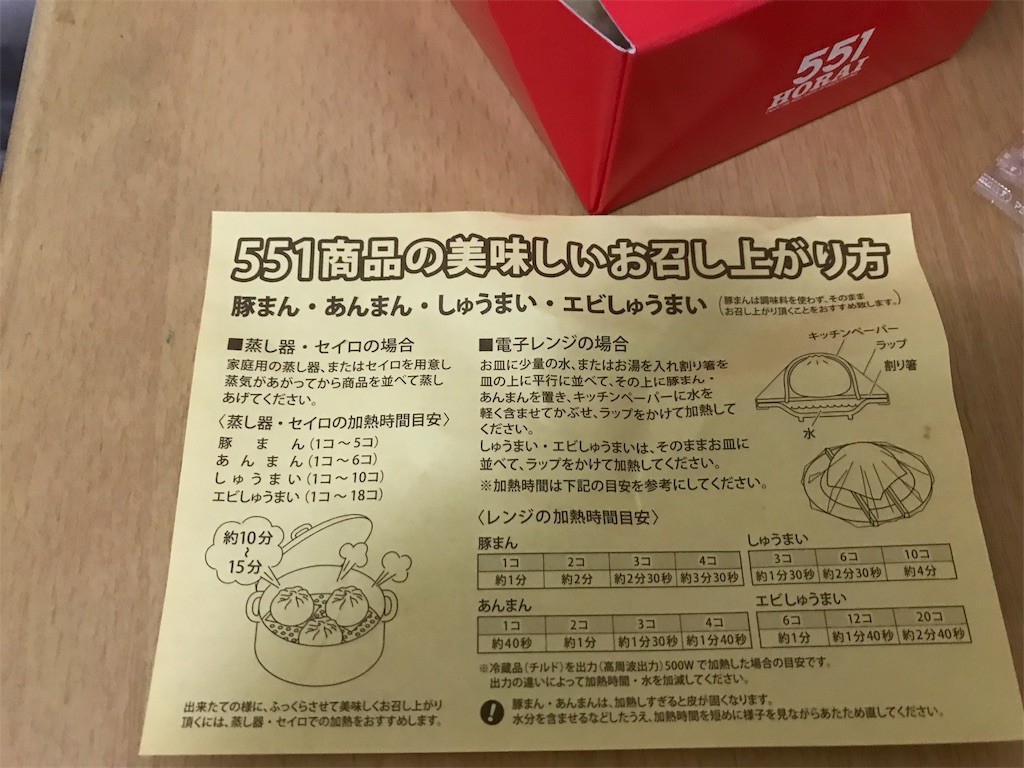 551
HORAI
551商品の美味しいお召し上がり方
豚まん・あんまん・しゅうまい・エビしゅうまい
(豚まんは調味料を使わず、そのまま
お召し上がり頂くことをおすすめ致します。)
■蒸し器・セイロの場合
家庭用の蒸し器、またはセイロを用意し
蒸気があがってから商品を並べて蒸し
あげてください。
〈蒸し器・セイロの加熱時間目安〉
豚まん(1コ〜5コ)
あんまん(1コ〜6コ)
しゅうまい(1コ〜10コ)
エビしゅうまい(1コ〜18コ)
約10分
〜
15分
出来たての様に、ふっくらさせて美味しくお召し上がり
頂くには、蒸し器・セイロでの加熱をおすすめします。
■電子レンジの場合
お皿に少量の水、またはお湯を入れ割り箸を
皿の上に平行に並べて、その上に豚まん・
あんまんを置き、キッチンペーパーに水を
軽く含ませてかぶせ、ラップをかけて加熱して
ください。
しゅうまい・エビしゅうまいは、そのままお皿に
並べて、ラップをかけて加熱してください。
※加熱時間は下記の目安を参考にしてください。
キッチンペーパー
ラップ
割り箸
水
〈レンジの加熱時間目安〉
豚まん
1コ 2コ 3コ 4コ
約1分 約2分 約2分30秒 約3分30秒
しゅうまい
3コ 6コ 10コ
約1分30秒 約2分30秒 約4分
あんまん
1コ 2コ 3コ 4コ
約40秒 約1分 約1分30秒 約1分40秒
エビしゅうまい
6コ 12コ 20コ
約1分 約1分40秒 約2分40秒
※冷蔵品(チルド)を出力(高周波出力)500Wで加熱した場合の目安です。
出力の違いによって加熱時間・水を加減してください。
! 豚まん・あんまんは、加熱しすぎると皮が固くなります。
水分を含ませるなどしたうえ、加熱時間を短めに様子を見ながらあたため直してください。